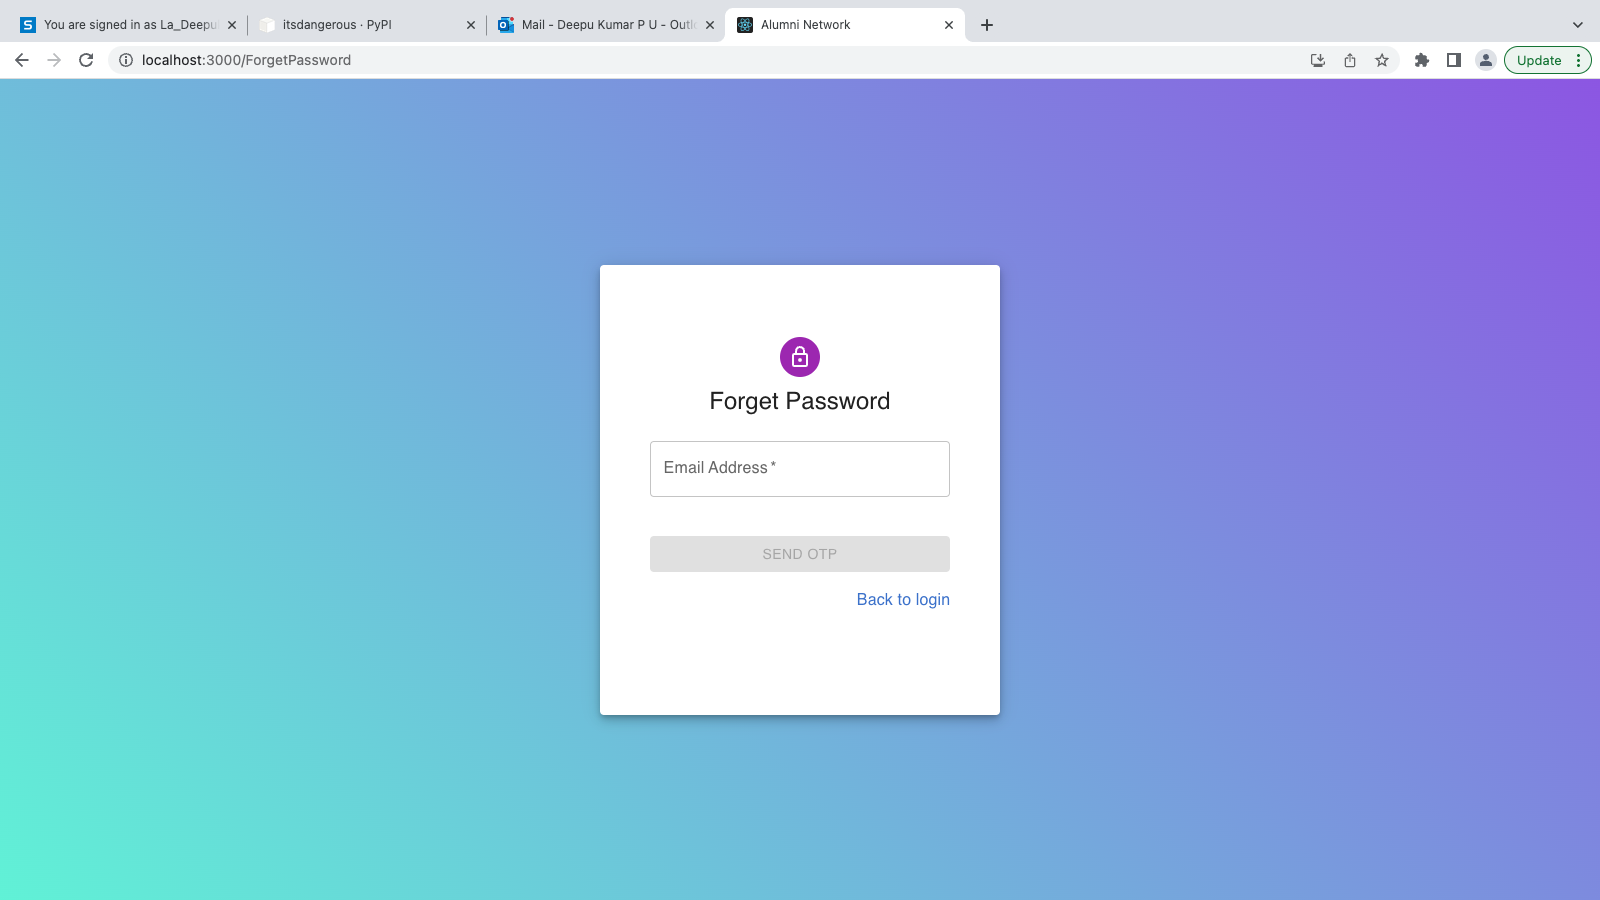 You are signed in as La_Deepu
itsdangerous · PyPI
Mail - Deepu Kumar P U - Outl
Alumni Network
localhost:3000/ForgetPassword
Update
Forget Password
Email Address *
SEND OTP
Back to login